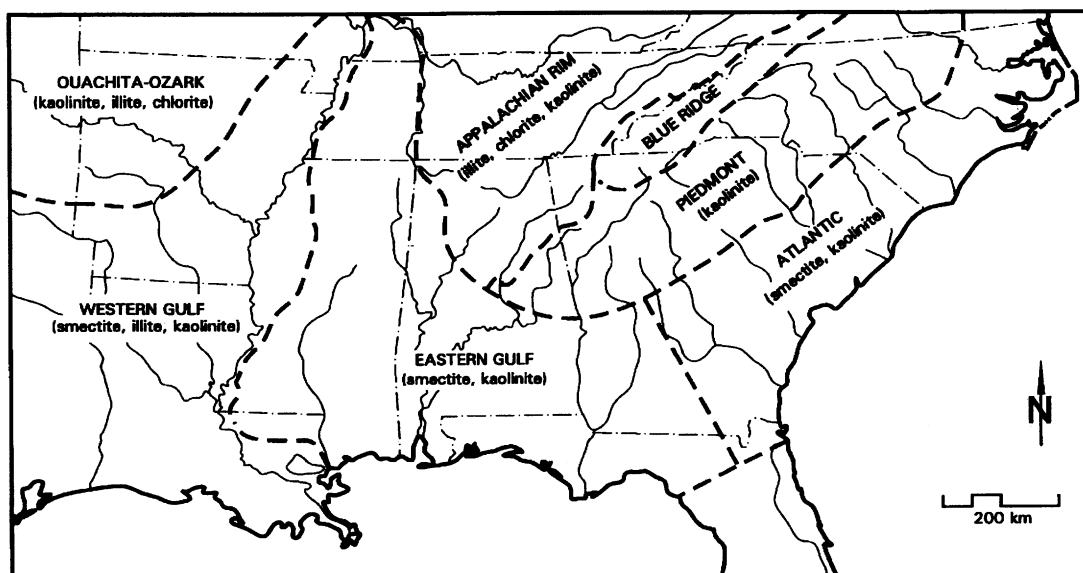 OUACHITA-OZARK
(kaolinite, illite, chlorite)
APPALACHIAN RIM
(illite, chlorite, kaolinite)
BLUE RIDGE
PIEDMONT
(kaolinite)
ATLANTIC
(smectite, kaolinite)
WESTERN GULF
(smectite, illite, kaolinite)
EASTERN GULF
(smectite, kaolinite)
N
200 km